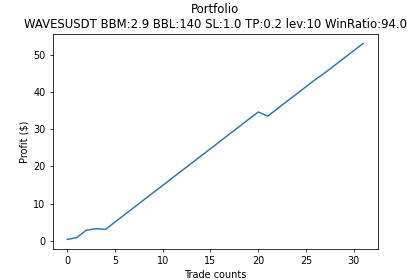 Portfolio
WAVESUSDT BBM:2.9 BBL:140 SL:1.0 TP:0.2 lev:10 WinRatio:94.0
50
40
30
20
10
0
Profit ($)
0 5 10 15 20 25 30
Trade counts